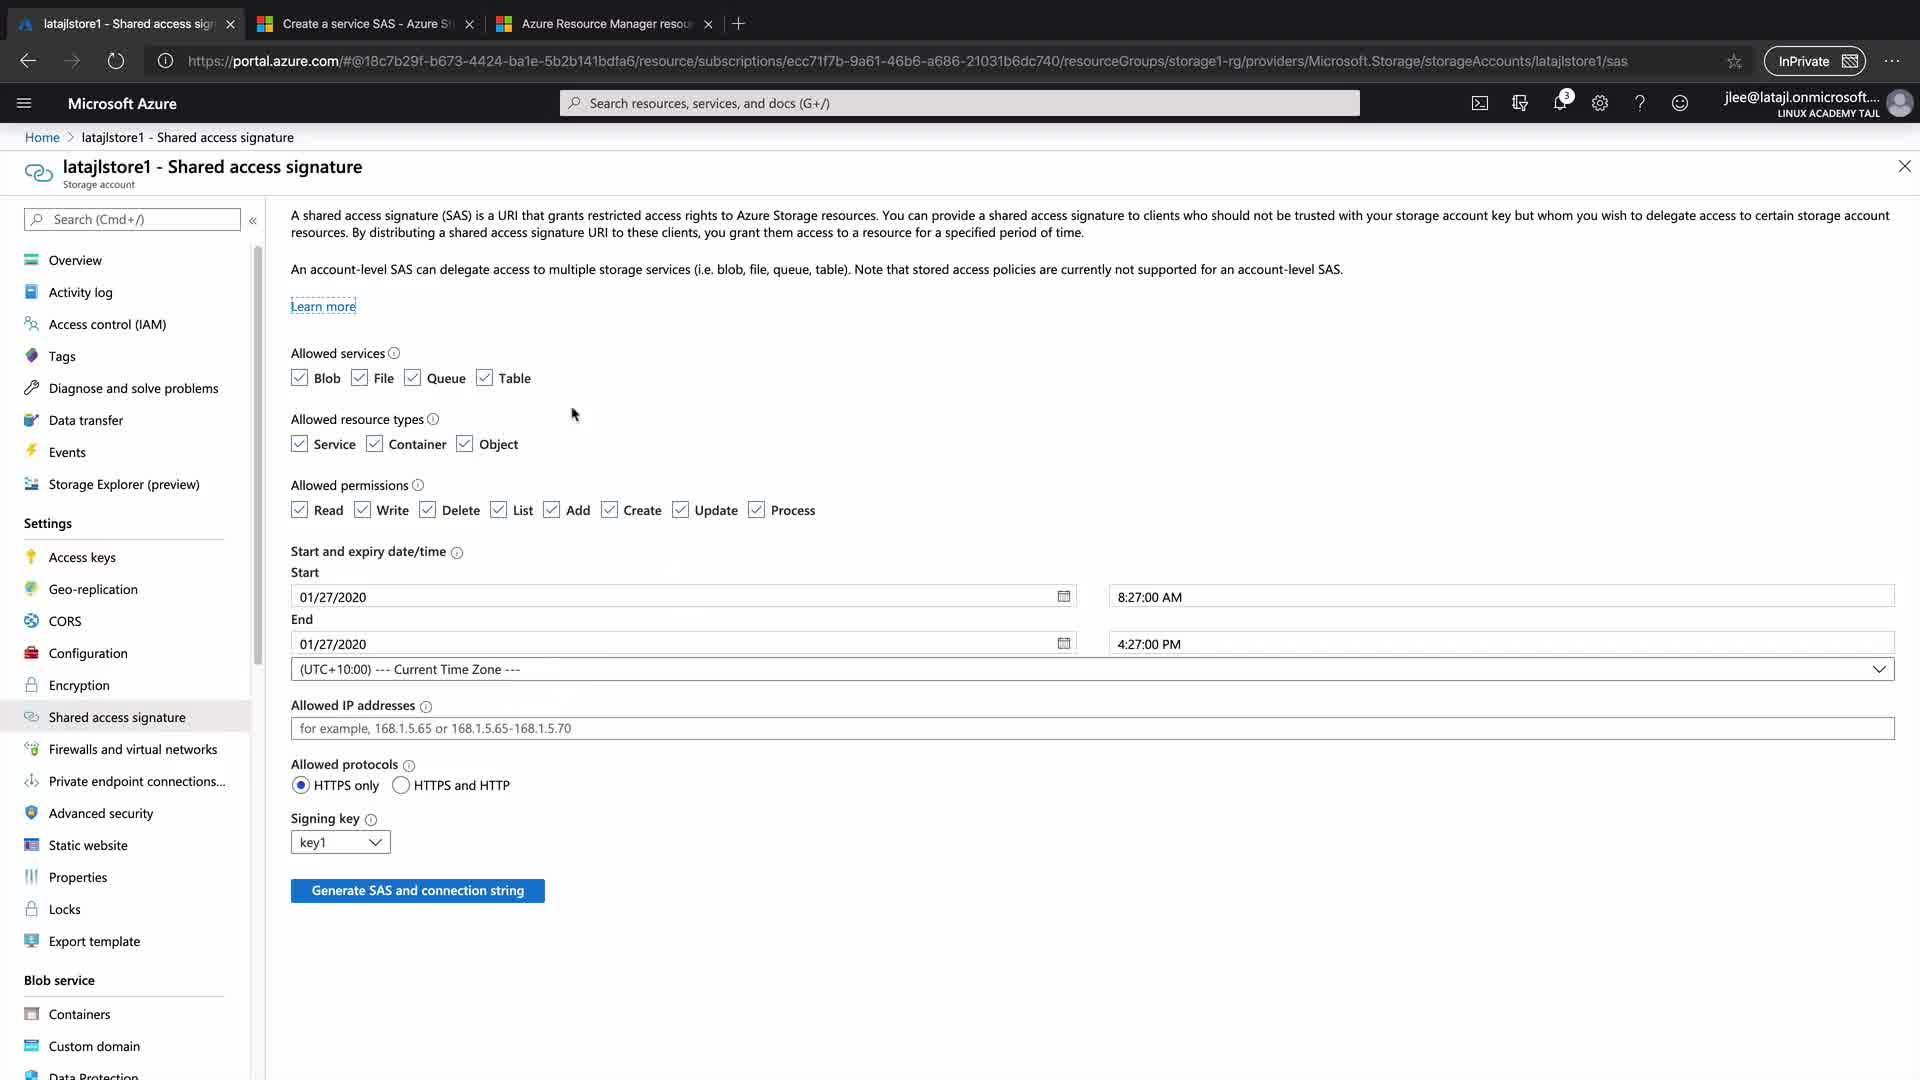 latajlstore1 - Shared access sign
Create a service SAS - Azure St
Azure Resource Manager resou
https://portal.azure.com/#@18c7b29f-b673-4424-ba1e-5b2b141bdfa6/resource/subscriptions/ecc71f7b-9a61-46b6-a686-21031b6dc740/resourceGroups/storage1-rg/providers/Microsoft.Storage/storageAccounts/latajlstore1/sas
InPrivate
Microsoft Azure
Search resources, services, and docs (G+/)
3
jlee@latajl.onmicrosoft....
LINUX ACADEMY TAJL
Home > latajlstore1 - Shared access signature
latajlstore1 - Shared access signature
Storage account
Search (Cmd+/)
«
Overview
Activity log
Access control (IAM)
Tags
Diagnose and solve problems
Data transfer
Events
Storage Explorer (preview)
Settings
Access keys
Geo-replication
CORS
Configuration
Encryption
Shared access signature
Firewalls and virtual networks
Private endpoint connections...
Advanced security
Static website
Properties
Locks
Export template
Blob service
Containers
Custom domain
Data Protection
A shared access signature (SAS) is a URI that grants restricted access rights to Azure Storage resources. You can provide a shared access signature to clients who should not be trusted with your storage account key but whom you wish to delegate access to certain storage account
resources. By distributing a shared access signature URI to these clients, you grant them access to a resource for a specified period of time.
An account-level SAS can delegate access to multiple storage services (i.e. blob, file, queue, table). Note that stored access policies are currently not supported for an account-level SAS.
Learn more
Allowed services
Blob File Queue Table
Allowed resource types
Service Container Object
Allowed permissions
Read Write Delete List Add Create Update Process
Start and expiry date/time
Start
01/27/2020 8:27:00 AM
End
01/27/2020 4:27:00 PM
(UTC+10:00) --- Current Time Zone ---
Allowed IP addresses
for example, 168.1.5.65 or 168.1.5.65-168.1.5.70
Allowed protocols
HTTPS only HTTPS and HTTP
Signing key
key1
Generate SAS and connection string